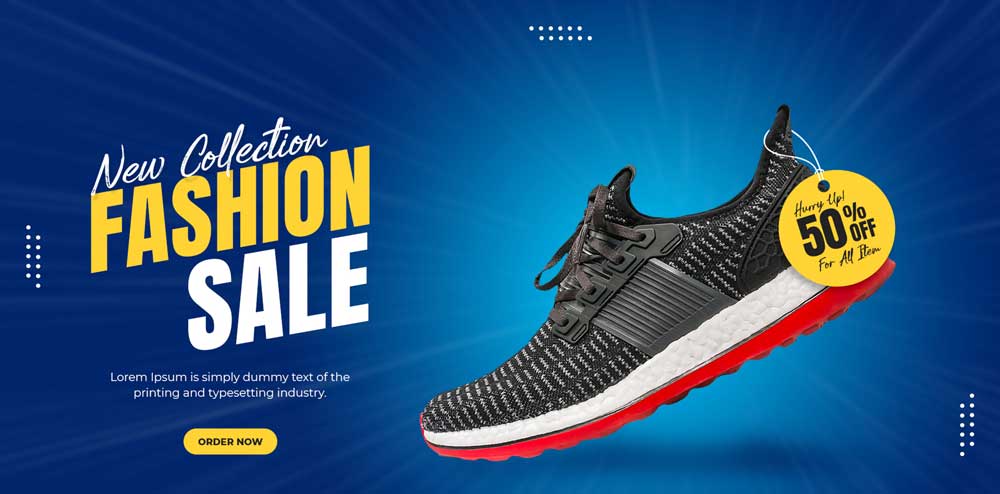 New Collection
FASHION
SALE
Lorem Ipsum is simply dummy text of the
printing and typesetting industry.
ORDER NOW
Hurry Up!
50% OFF
For All Item